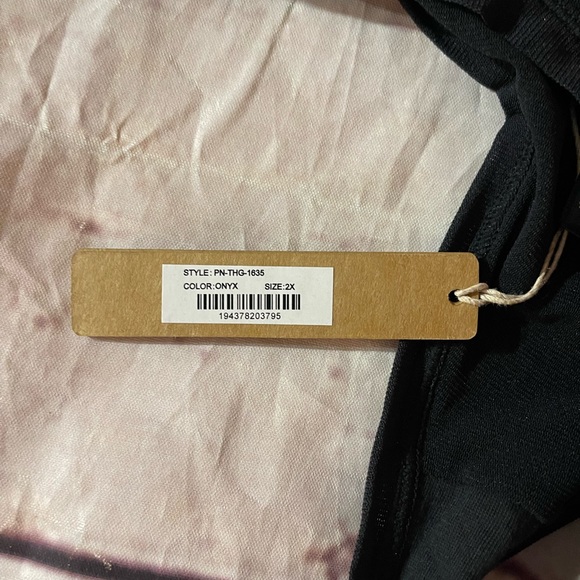 STYLE: PN-THG-1635
COLOR:ONYX SIZE:2X
194378203795